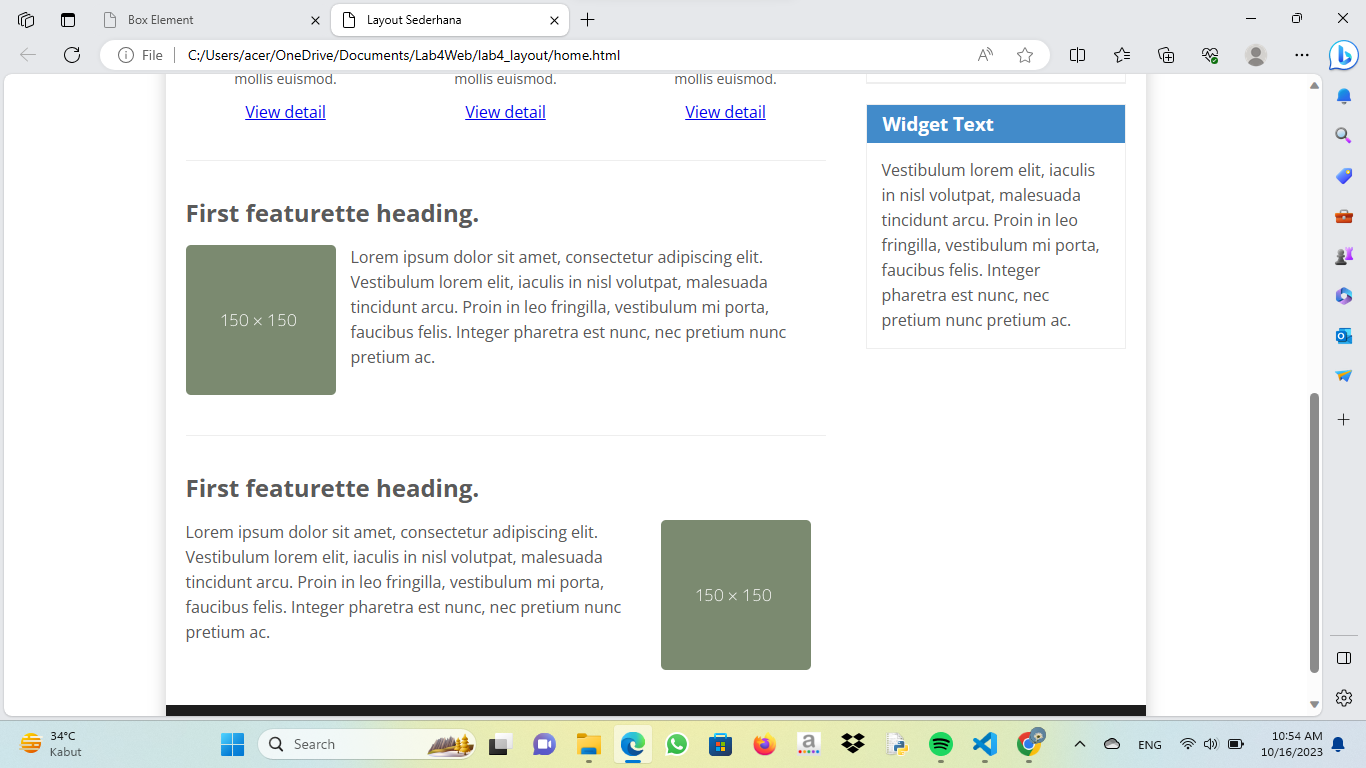 Box Element
Layout Sederhana
File
C:/Users/acer/OneDrive/Documents/Lab4Web/lab4_layout/home.html
mollis euismod.
mollis euismod.
mollis euismod.
View detail
View detail
View detail
First featurette heading.
150 × 150
Lorem ipsum dolor sit amet, consectetur adipiscing elit.
Vestibulum lorem elit, iaculis in nisl volutpat, malesuada
tincidunt arcu. Proin in leo fringilla, vestibulum mi porta,
faucibus felis. Integer pharetra est nunc, nec pretium nunc
pretium ac.
First featurette heading.
Lorem ipsum dolor sit amet, consectetur adipiscing elit.
Vestibulum lorem elit, iaculis in nisl volutpat, malesuada
tincidunt arcu. Proin in leo fringilla, vestibulum mi porta,
faucibus felis. Integer pharetra est nunc, nec pretium nunc
pretium ac.
150 × 150
Widget Text
Vestibulum lorem elit, iaculis
in nisl volutpat, malesuada
tincidunt arcu. Proin in leo
fringilla, vestibulum mi porta,
faucibus felis. Integer
pharetra est nunc, nec
pretium nunc pretium ac.
34°C
Kabut
Search
ENG
10:54 AM
10/16/2023